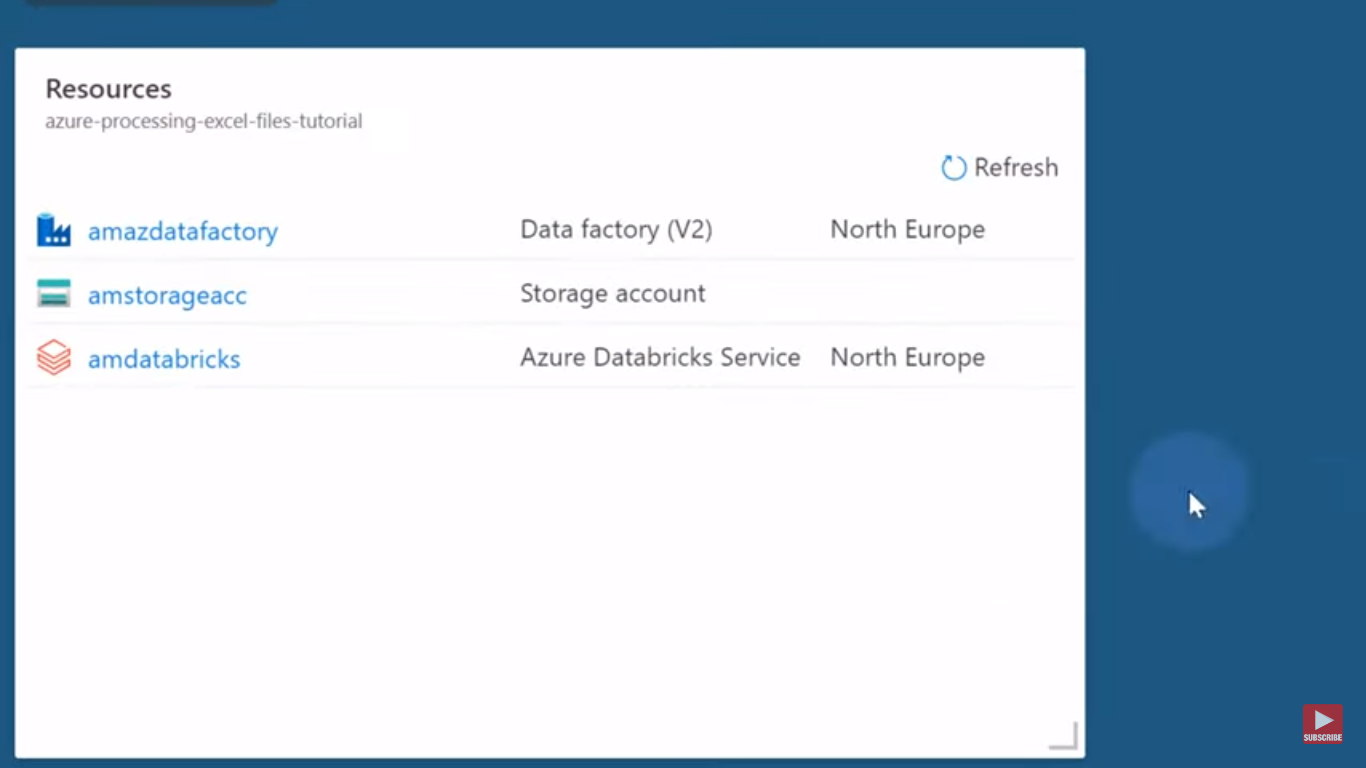 Resources
azure-processing-excel-files-tutorial
Refresh
amazdatafactory Data factory (V2) North Europe
amstorageacc Storage account
amdatabricks Azure Databricks Service North Europe
SUBSCRIBE